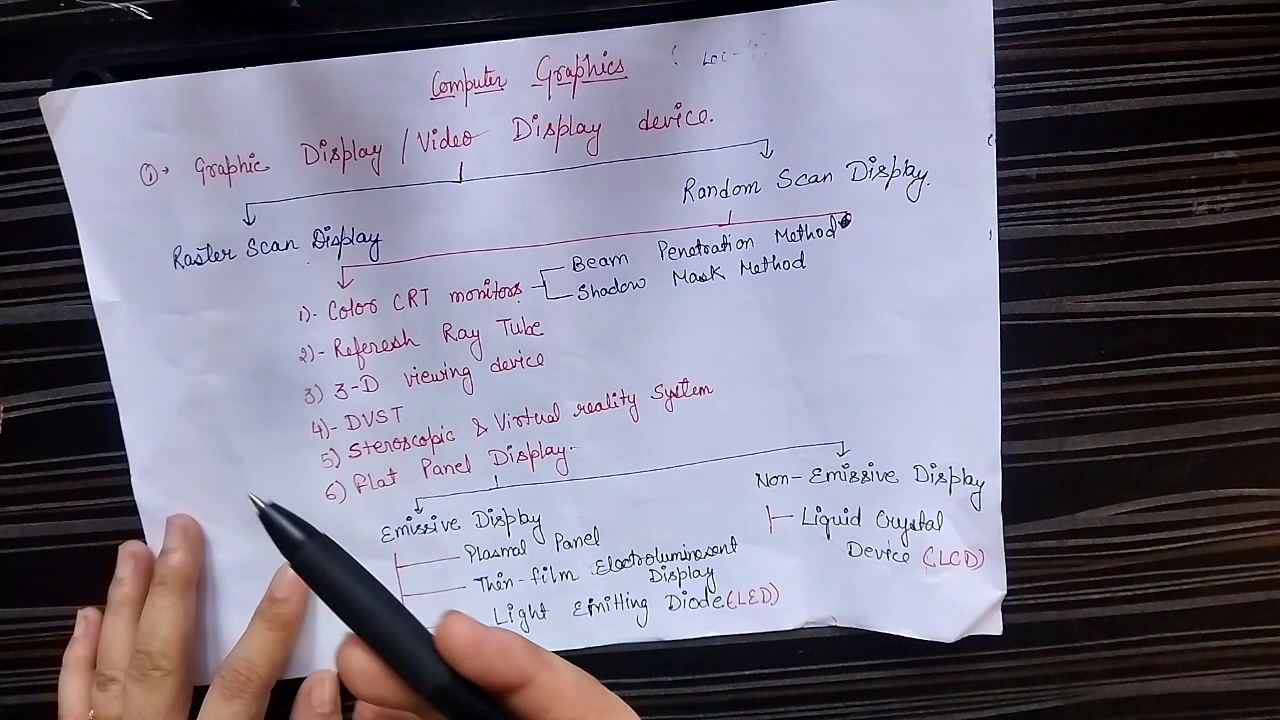 Computer Graphics
①→ Graphic Display / Video Display device.
Raster Scan Display
Random Scan Display.
1)- Color CRT monitors
Beam Penetration Method
Shadow Mask Method
2)- Referesh Ray Tube
3) 3-D viewing device
4)- DVST
5) Steroscopic & Virtual reality System
6) Flat Panel Display-
Emissive Display
Plasmal Panel
Thin-film Electroluminescent
Display
Light Emitting Diode (LED)
Non-Emissive Display
Liquid Crystal
Device (LCD)